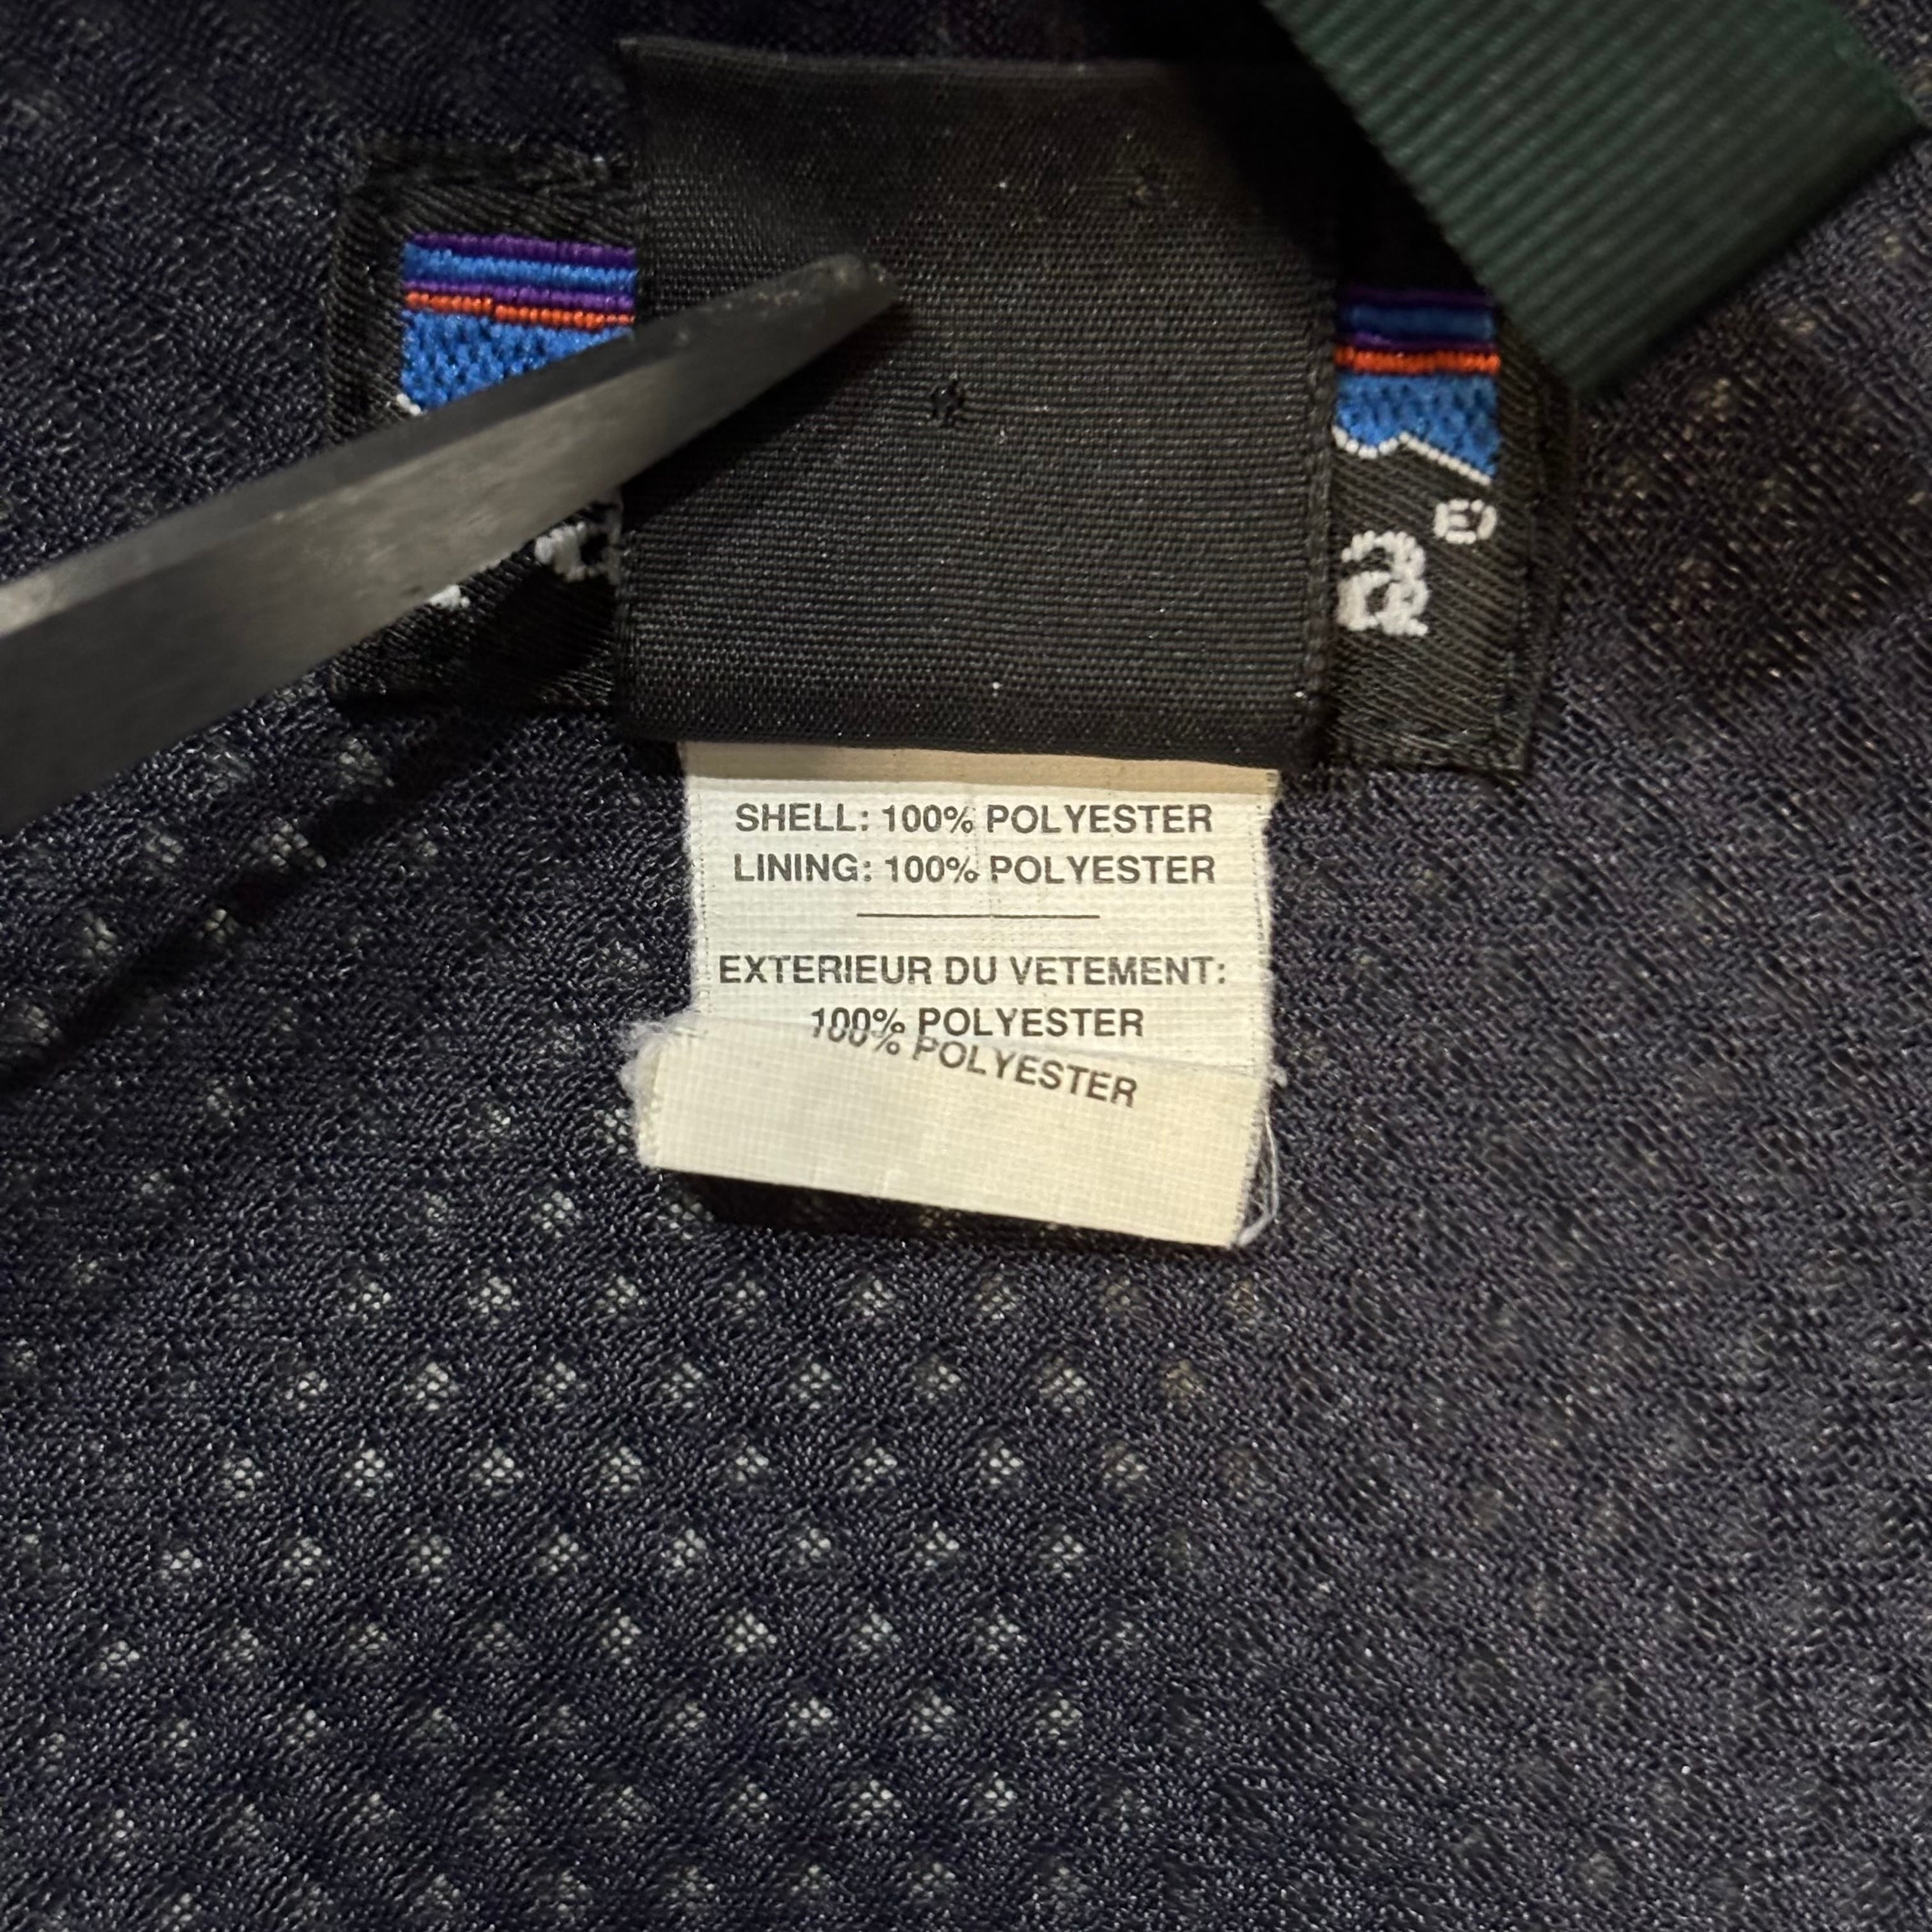 a®
SHELL: 100% POLYESTER
LINING: 100% POLYESTER
EXTERIEUR DU VETEMENT:
100% POLYESTER
100% POLYESTER